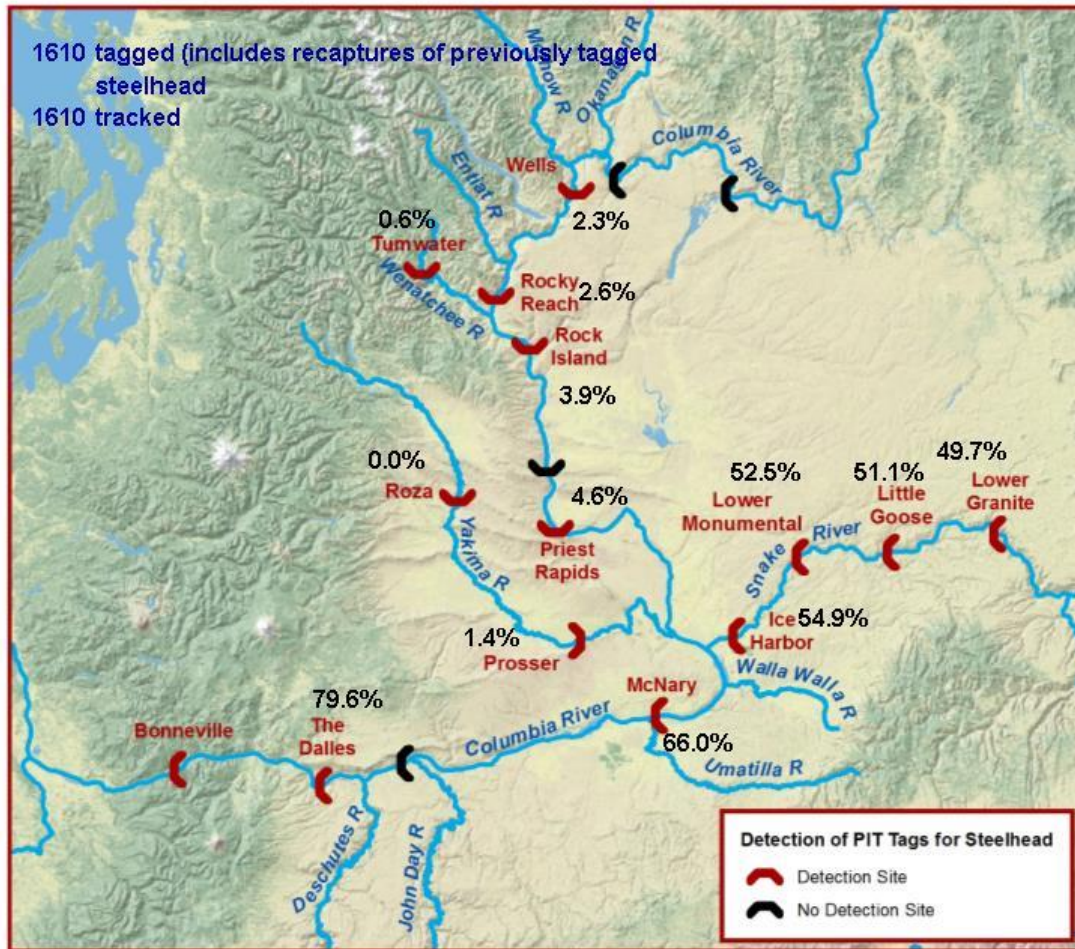 1610 tagged (includes recaptures of previously tagged
steelhead
1610 tracked
Methow R
Okanagan R
Columbia River
Wells
Entiat R
2.3%
0.6%
Tumwater
Wenatchee R
Rocky
Reach
2.6%
Rock
Island
3.9%
0.0%
Roza
4.6%
Priest
Rapids
Yakima R
52.5%
Lower
Monumental
51.1%
Little
Goose
49.7%
Lower
Granite
Snake River
Ice
Harbor
54.9%
1.4%
Prosser
Walla Walla R
McNary
66.0%
Umatilla R
Columbia River
79.6%
The
Dalles
Bonneville
Deschutes R
John Day R
Detection of PIT Tags for Steelhead
Detection Site
No Detection Site